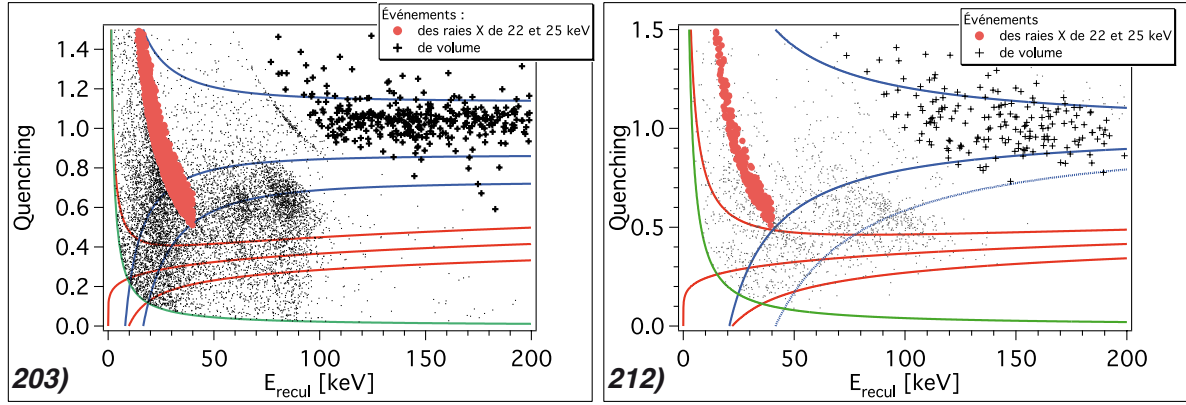 Événements :
des raies X de 22 et 25 keV
de volume
Quenching
1.4
1.2
1.0
0.8
0.6
0.4
0.2
0.0
0
50
100
150
200
E_recul [keV]
203)
Événements
des raies X de 22 et 25 keV
de volume
Quenching
1.5
1.0
0.5
0.0
0
50
100
150
200
E_recul [keV]
212)